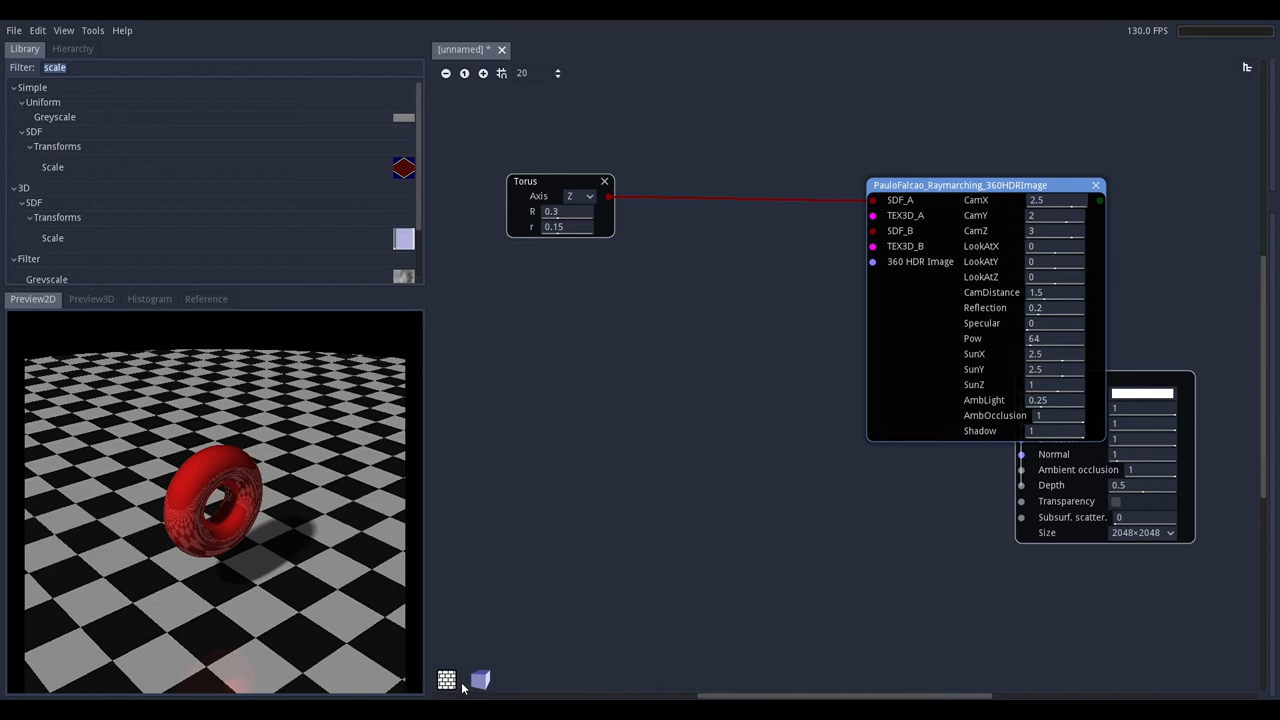 File Edit View Tools Help
130.0 FPS
Library Hierarchy
[unnamed] *
Filter: scale
20
Simple
Uniform
Greyscale
SDF
Transforms
Scale
3D
SDF
Transforms
Scale
Filter
Greyscale
Preview2D Preview3D Histogram Reference
Torus
Axis Z
R 0.3
r 0.15
PauloFalcao_Raymarching_360HDRImage
SDF_A CamX 2.5
TEX3D_A CamY 2
SDF_B CamZ 3
TEX3D_B LookAtX 0
360 HDR Image LookAtY 0
LookAtZ 0
CamDistance 1.5
Reflection 0.2
Specular 0
Pow 64
SunX 2.5
SunY 2.5
SunZ 1
AmbLight 0.25
AmbOcclusion 1
Shadow 1
1
1
1
Normal 1
Ambient occlusion 1
Depth 0.5
Transparency
Subsurf. scatter. 0
Size 2048×2048